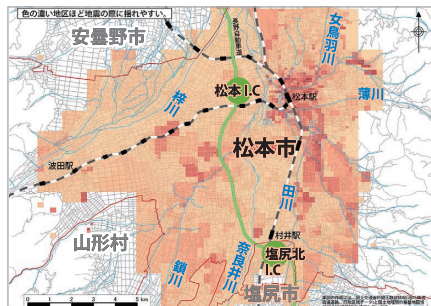 色の濃い地区ほど地震の際に揺れやすい。
安曇野市
長野自動車道
女鳥羽川
松本I.C
松本駅
薄川
梓川
松本市
波田駅
田川
村井駅
山形村
鎖川
奈良井川
塩尻北I.C
塩尻市
0 1 2 3 4 5 km